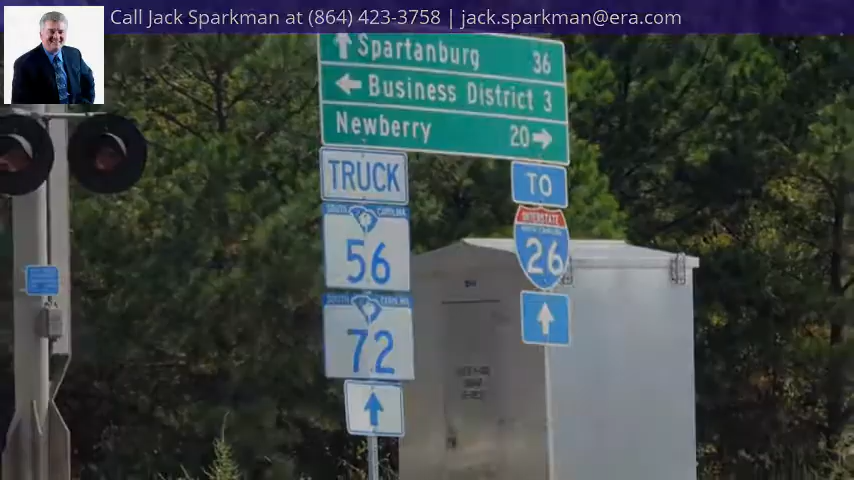 Call Jack Sparkman at (864) 423-3758 | jack.sparkman@era.com
Spartanburg 36
Business District 3
Newberry 20
TRUCK
TO
SOUTH CAROLINA
56
INTERSTATE
26
SOUTH CAROLINA
72